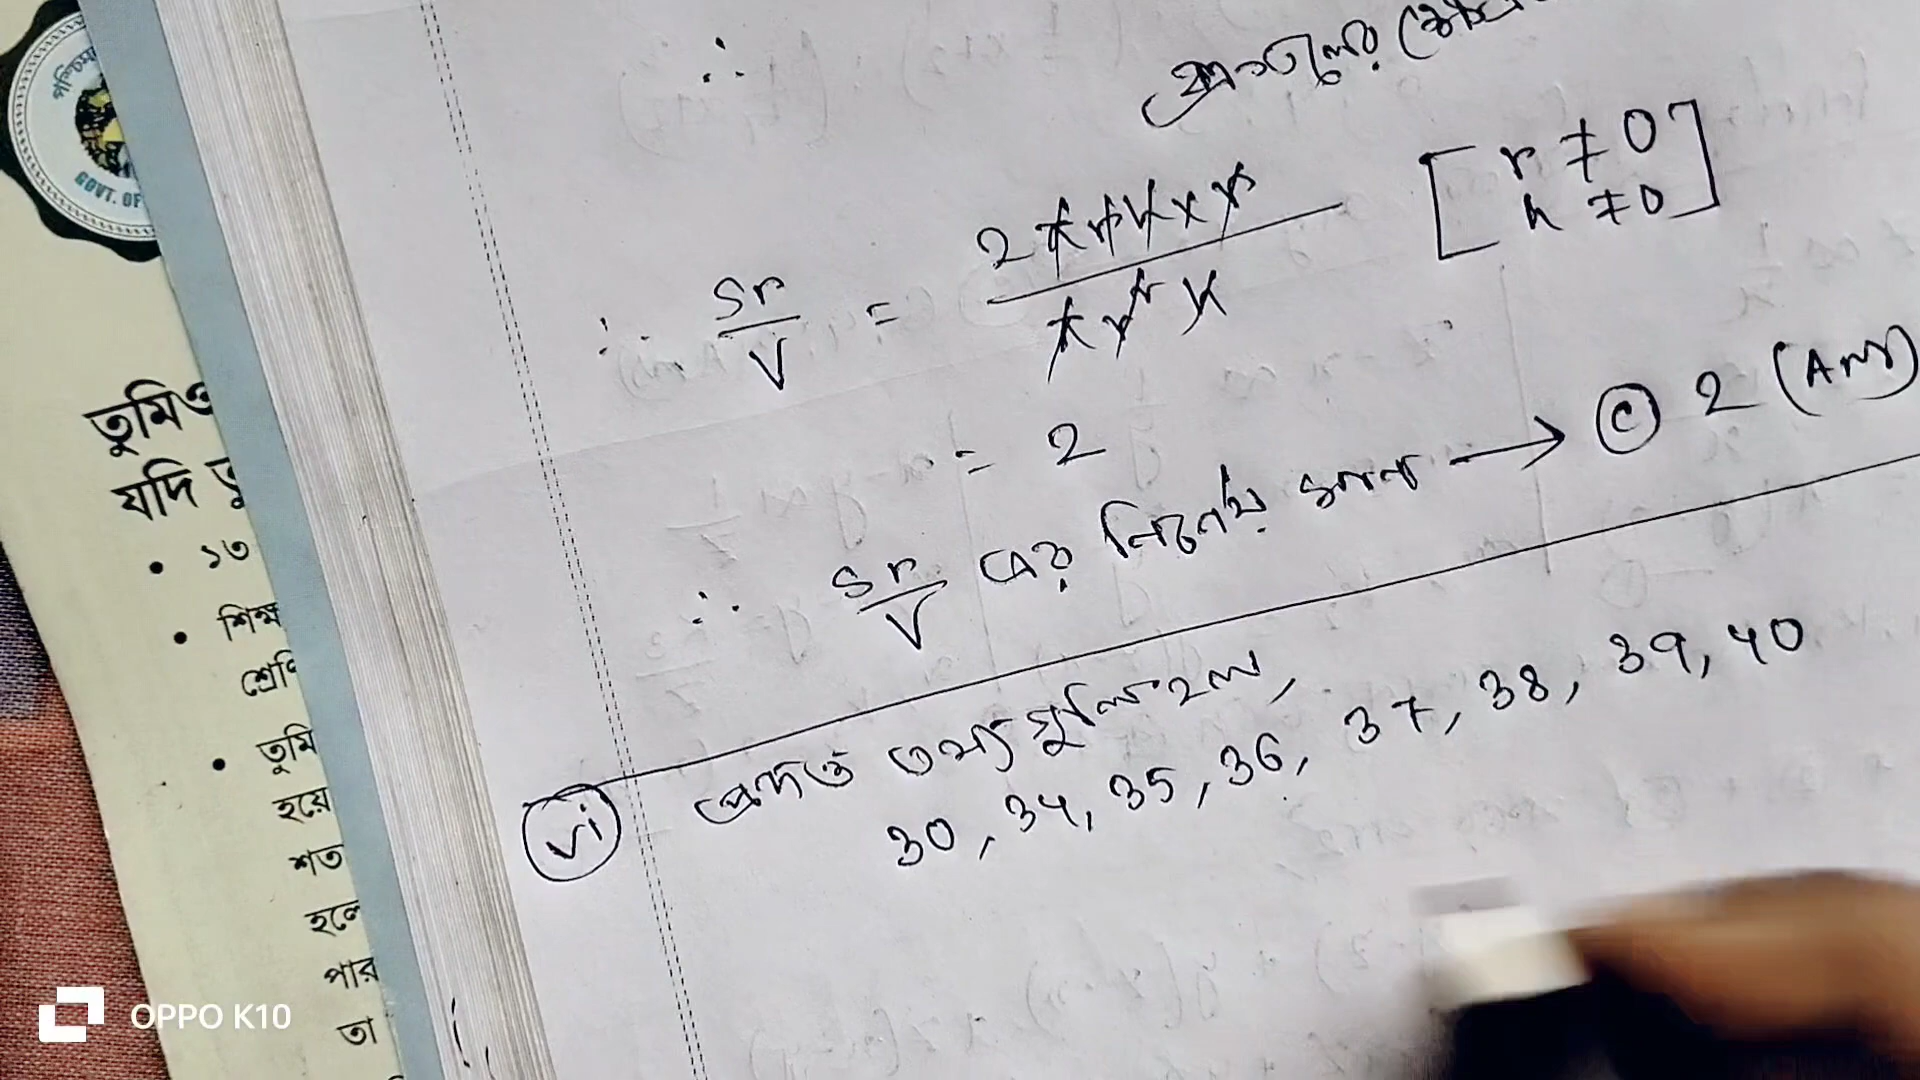 ∴ ক্ষেত্রফলের
∴ Sr/V = 2πrh×r / πr²h [r ≠ 0
h ≠ 0]
= 2
∴ Sr/V এর নির্ণেয় মান → (c) 2 (Ans)
(vi) প্রদত্ত তথ্যগুলি হল,
30, 34, 35, 36, 37, 38, 39, 40
GOVT. OF
তুমিও
যদি তু
• ১৩
• শিক্ষ
শ্রেণি
• তুমি
হয়ে
শত
হলে
পার
তা
OPPO K10